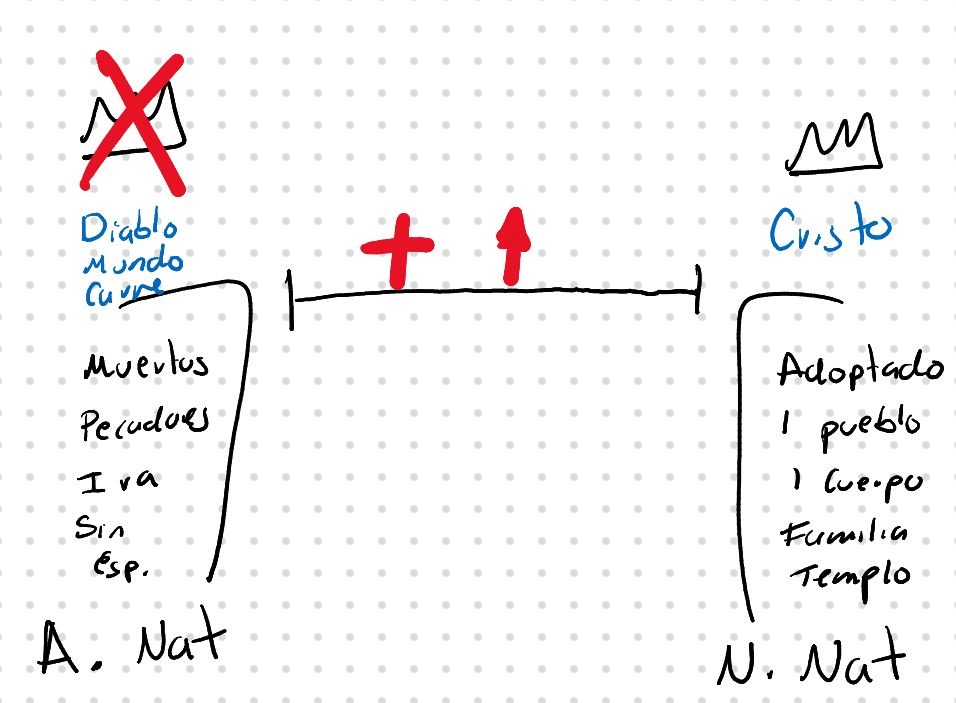 Diablo
Mundo
Carne
Muertos
Pecadores
Ira
Sin
Esp.
A. Nat
Cristo
Adoptado
1 pueblo
1 Cuerpo
Familia
Templo
N. Nat